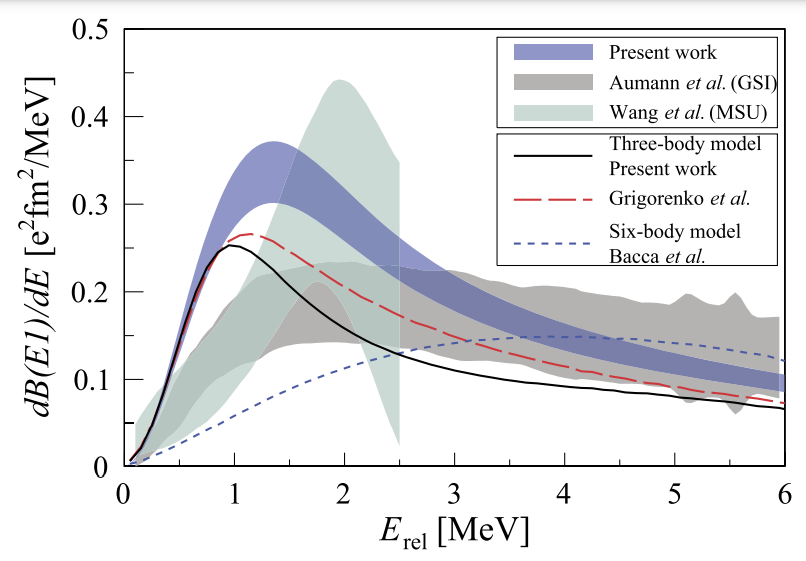 0.5
0.4
0.3
0.2
0.1
0
dB(E1)/dE [e²fm²/MeV]
Present work
Aumann et al. (GSI)
Wang et al. (MSU)
Three-body model
Present work
Grigorenko et al.
Six-body model
Bacca et al.
0 1 2 3 4 5 6
E_rel [MeV]